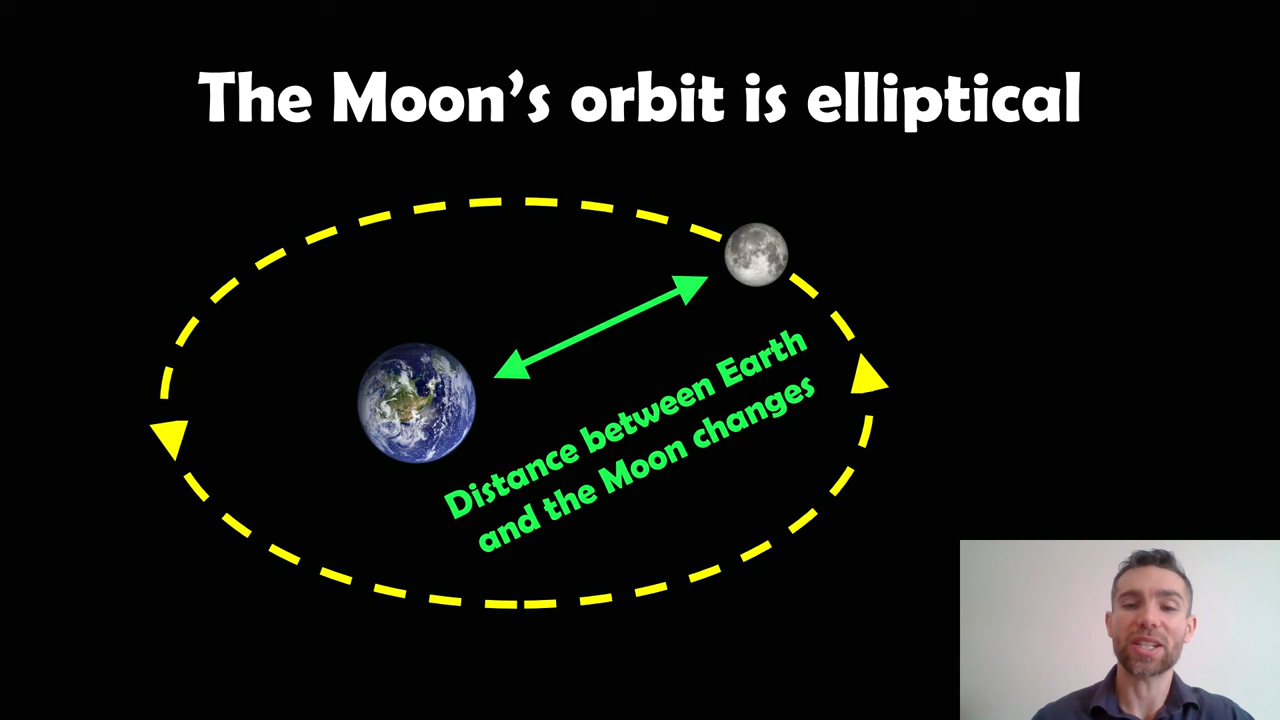 The Moon’s orbit is elliptical
Distance between Earth
and the Moon changes